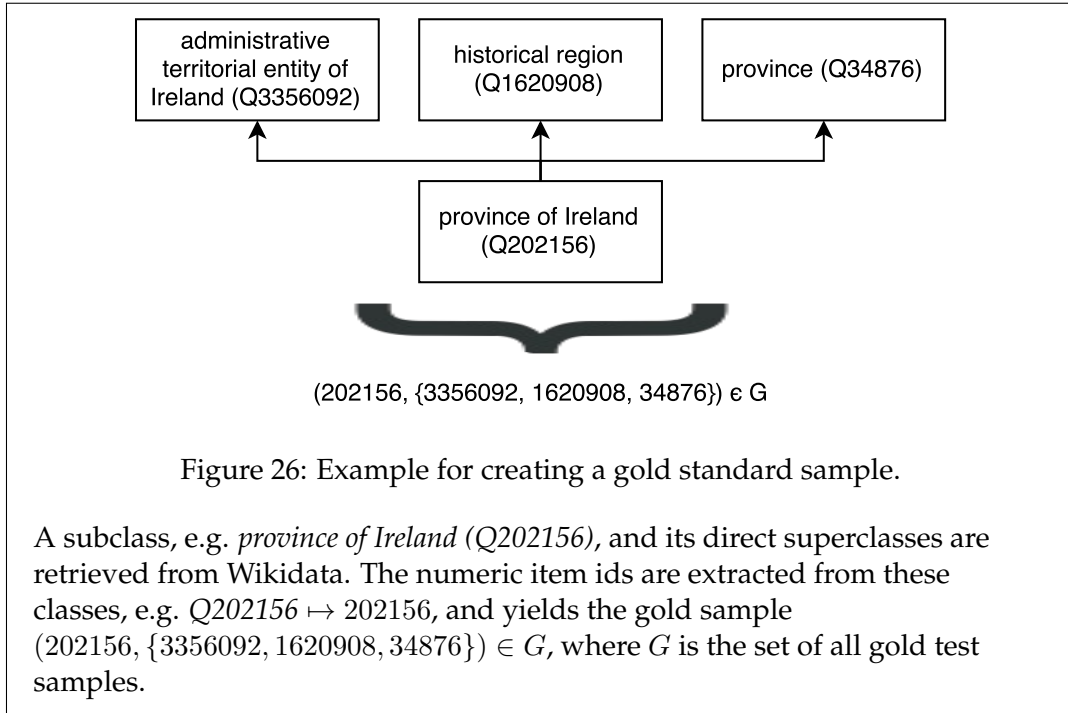 administrative
territorial entity of
Ireland (Q3356092)
historical region
(Q1620908)
province (Q34876)
province of Ireland
(Q202156)
(202156, {3356092, 1620908, 34876}) ϵ G
Figure 26: Example for creating a gold standard sample.
A subclass, e.g. province of Ireland (Q202156), and its direct superclasses are
retrieved from Wikidata. The numeric item ids are extracted from these
classes, e.g. Q202156 ↦ 202156, and yields the gold sample
(202156, {3356092, 1620908, 34876}) ∈ G, where G is the set of all gold test
samples.